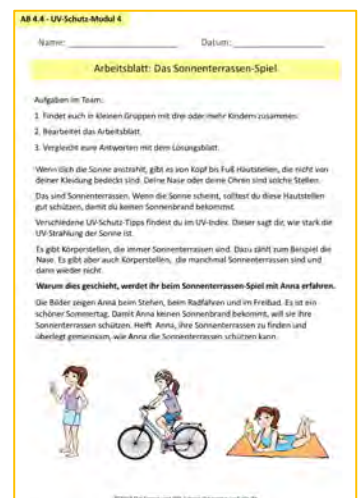 AB 4.4 - UV-Schutz-Modul 4
Name: Datum:
Arbeitsblatt: Das Sonnenterrassen-Spiel
Aufgaben im Team:
1. Findet euch in kleinen Gruppen mit drei oder mehr Kindern zusammen.
2. Bearbeitet das Arbeitsblatt.
3. Vergleicht eure Antworten mit dem Lösungsblatt.
Wenn dich die Sonne anstrahlt, gibt es von Kopf bis Fuß Hautstellen, die nicht von
deiner Kleidung bedeckt sind. Deine Nase oder deine Ohren sind solche Stellen.
Das sind Sonnenterrassen. Wenn die Sonne scheint, solltest du diese Hautstellen
gut schützen, damit du keinen Sonnenbrand bekommst.
Verschiedene UV-Schutz-Tipps findest du im UV-Index. Dieser sagt dir, wie stark die
UV-Strahlung der Sonne ist.
Es gibt Körperstellen, die immer Sonnenterrassen sind. Dazu zählt zum Beispiel die
Nase. Es gibt aber auch Körperstellen, die manchmal Sonnenterrassen sind und
dann wieder nicht.
Warum dies geschieht, werdet ihr beim Sonnenterrassen-Spiel mit Anna erfahren.
Die Bilder zeigen Anna beim Stehen, beim Radfahren und im Freibad. Es ist ein
schöner Sommertag. Damit Anna keinen Sonnenbrand bekommt, will sie ihre
Sonnenterrassen schützen. Helft Anna, ihre Sonnenterrassen zu finden und
überlegt gemeinsam, wie Anna die Sonnenterrassen schützen kann.